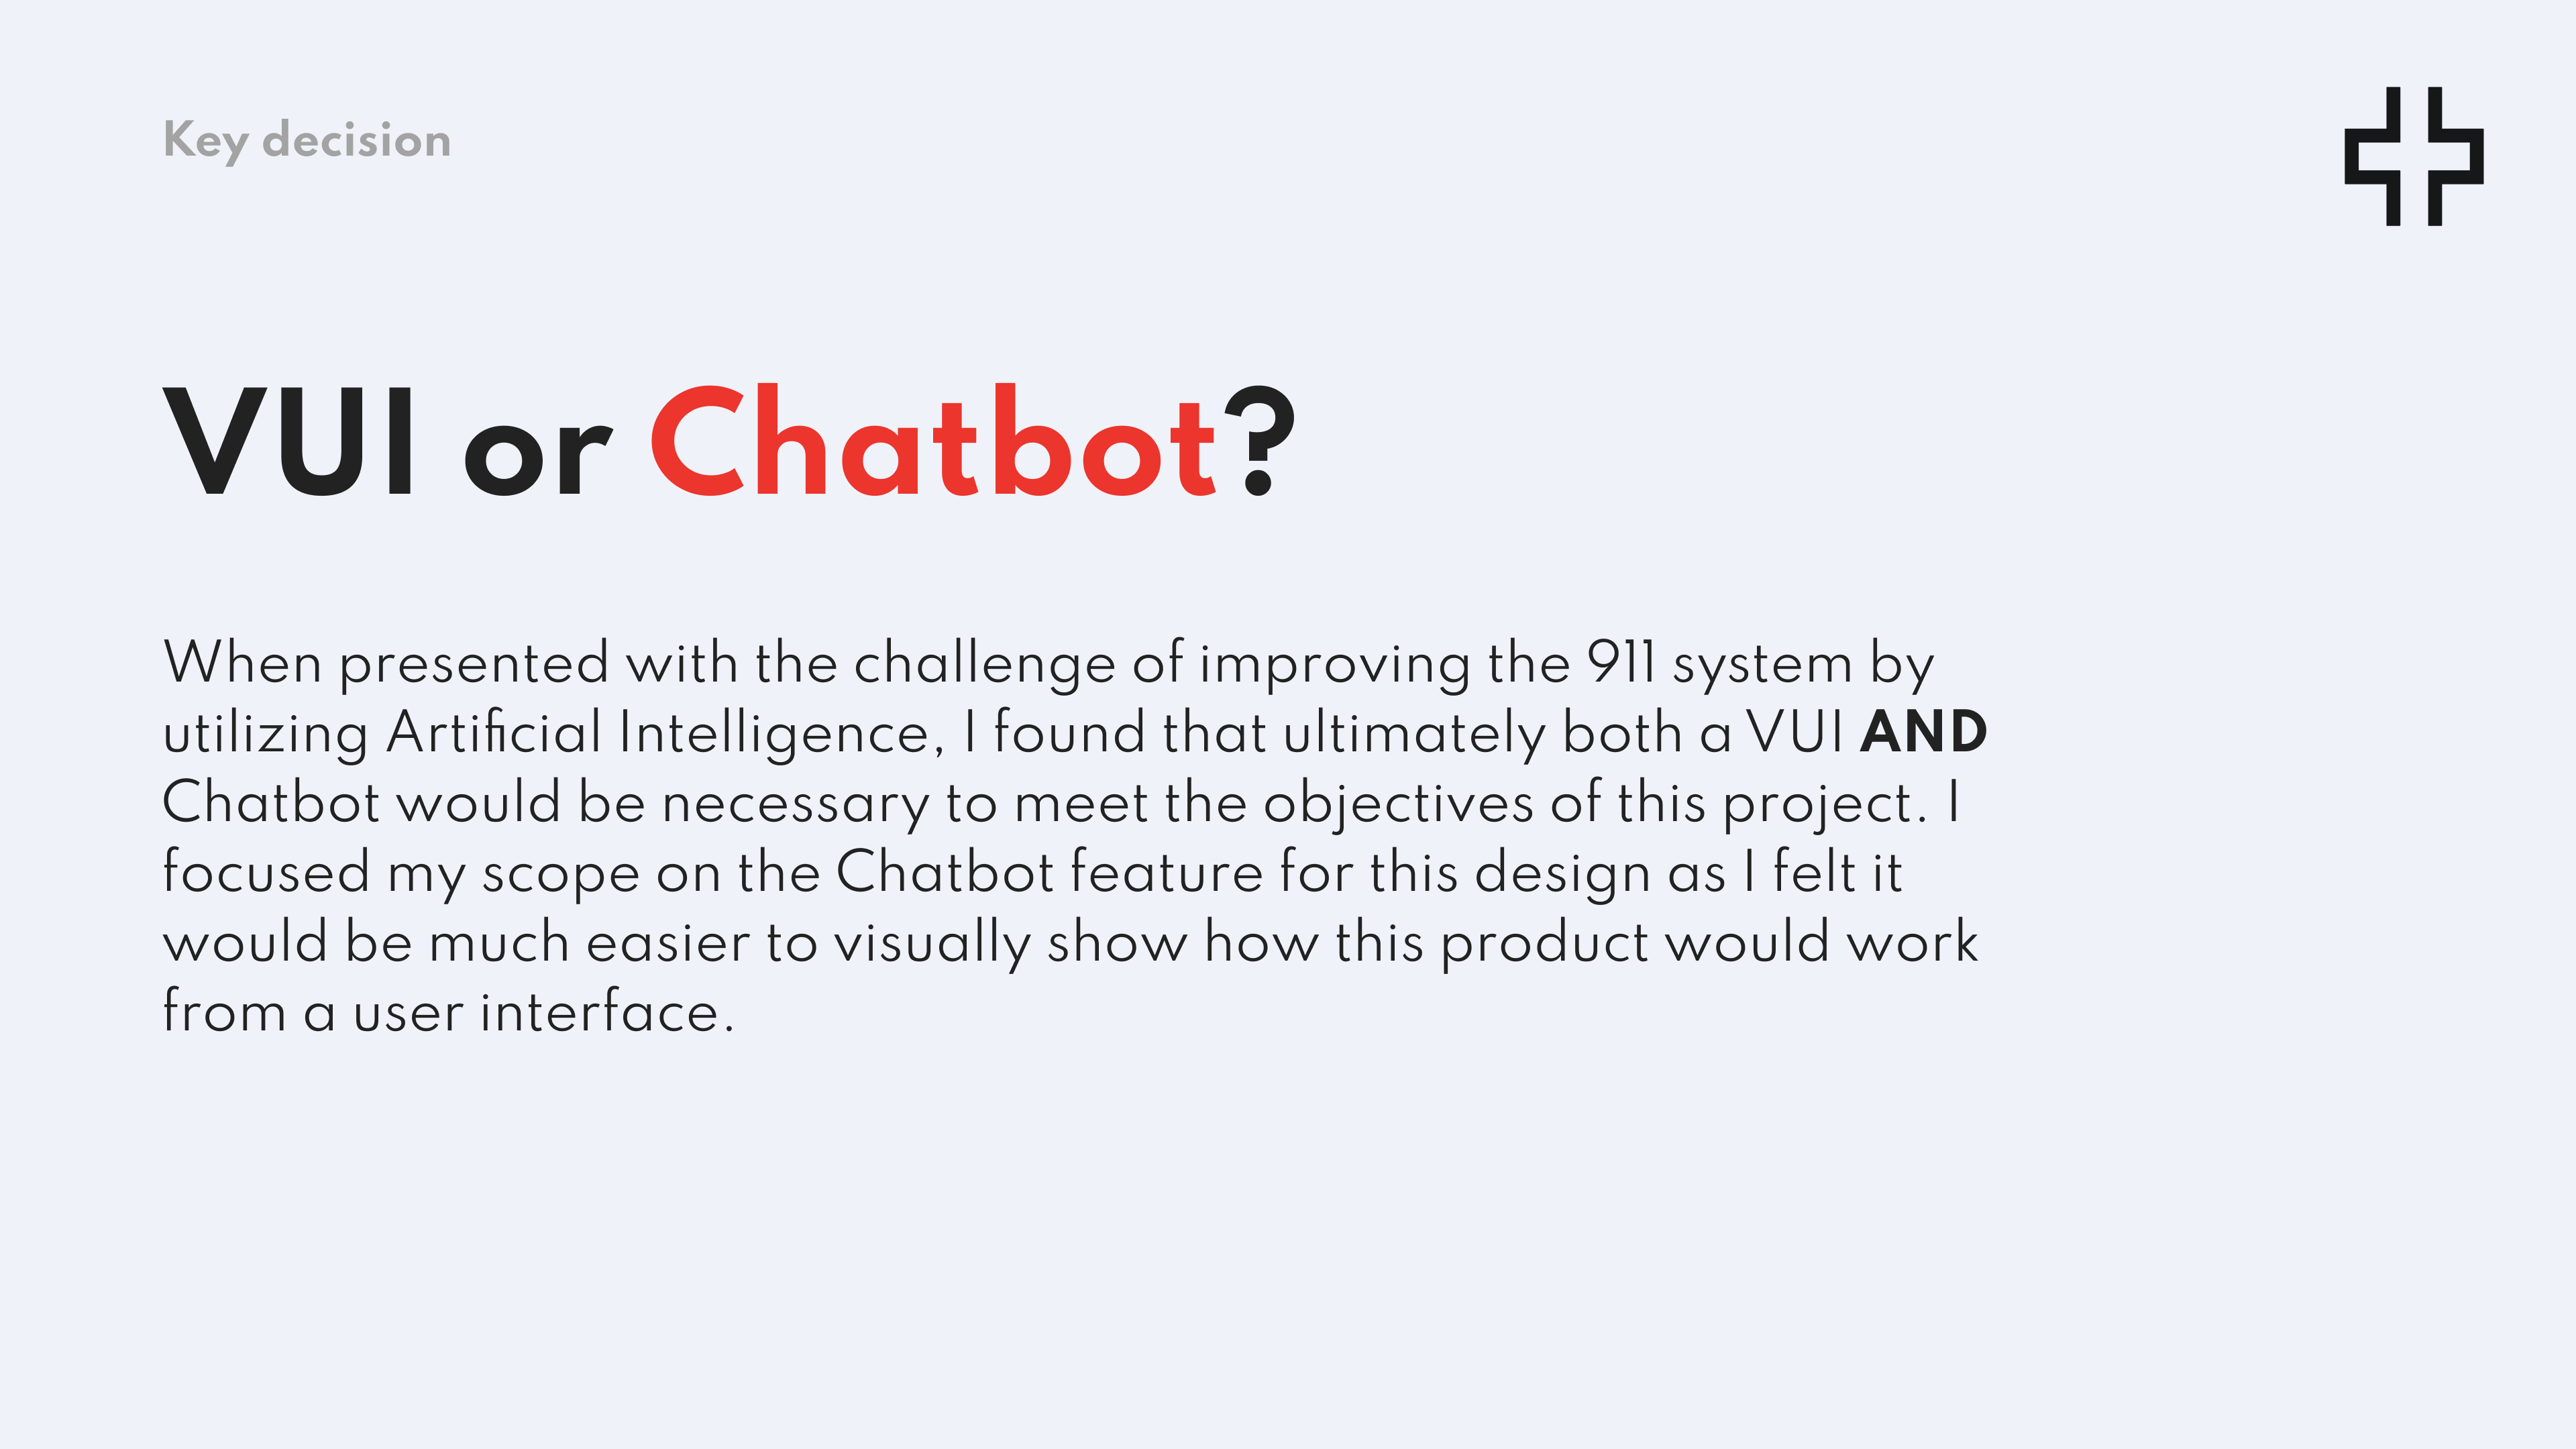 Key decision
VUI or Chatbot?
When presented with the challenge of improving the 911 system by
utilizing Artificial Intelligence, I found that ultimately both a VUI AND
Chatbot would be necessary to meet the objectives of this project. I
focused my scope on the Chatbot feature for this design as I felt it
would be much easier to visually show how this product would work
from a user interface.